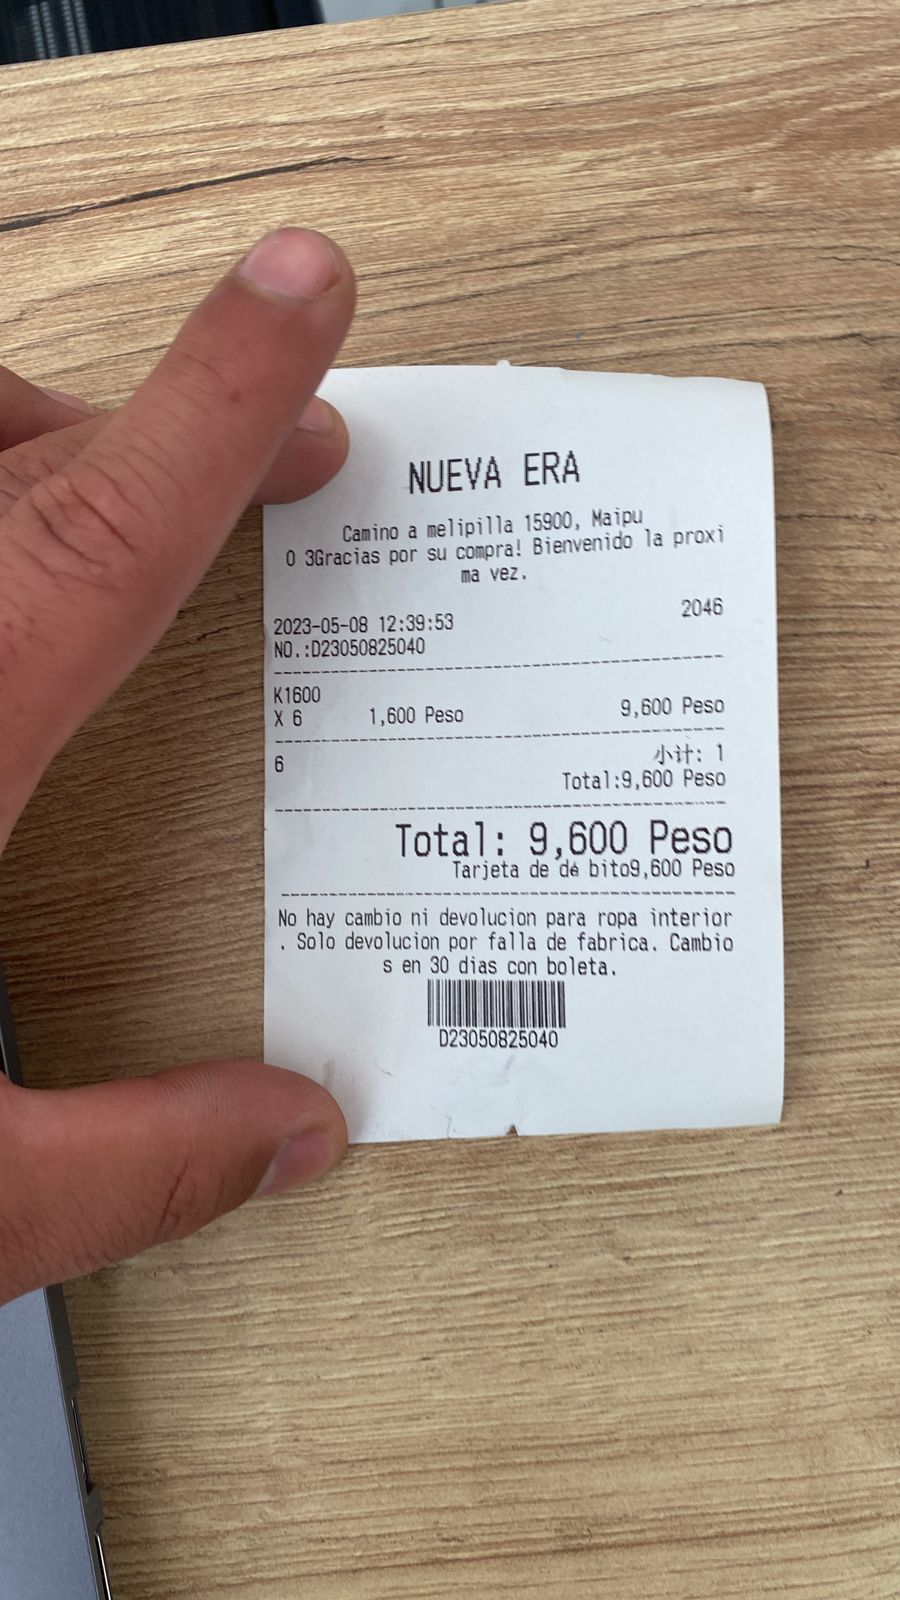 NUEVA ERA
Camino a melipilla 15900, Maipu
0 3Gracias por su compra! Bienvenido la proxi
ma vez.
2023-05-08 12:39:53 2046
NO.:D23050825040
K1600
X 6 1,600 Peso 9,600 Peso
6 小计: 1
Total:9,600 Peso
Total: 9,600 Peso
Tarjeta de dé bito9,600 Peso
No hay cambio ni devolucion para ropa interior
. Solo devolucion por falla de fabrica. Cambio
s en 30 dias con boleta.
D23050825040